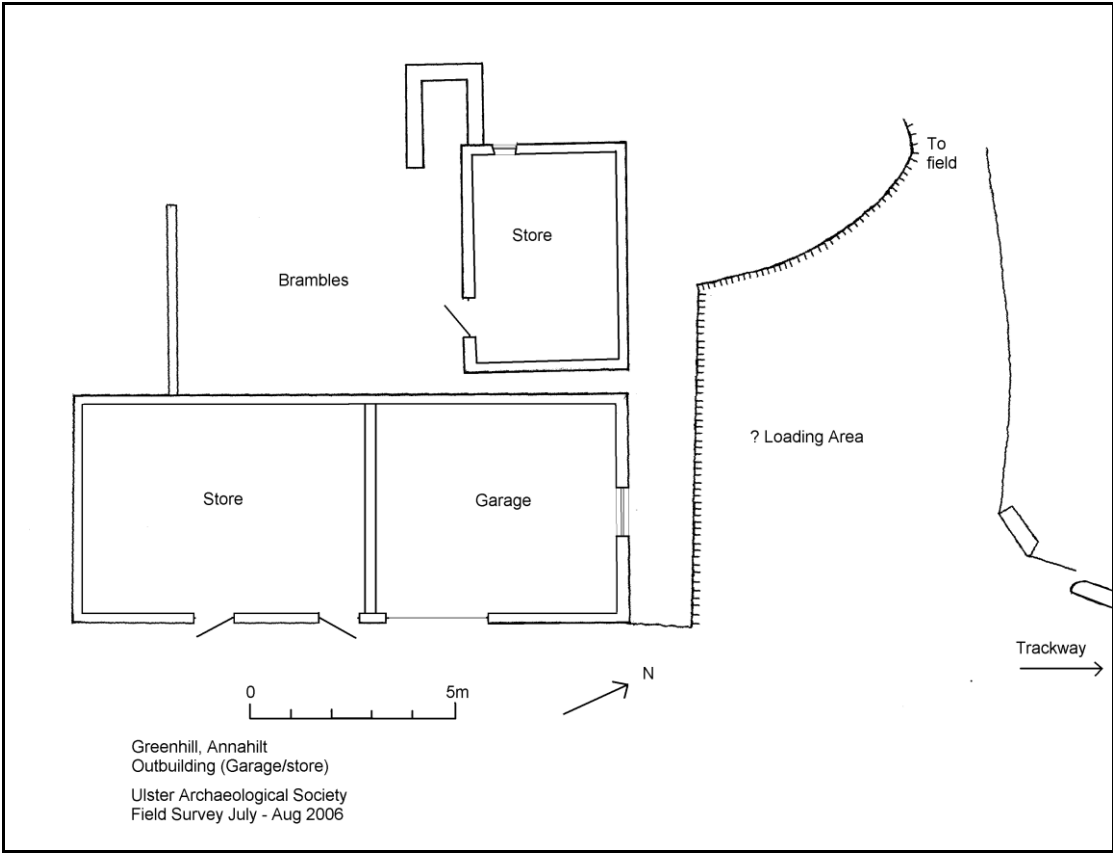 To
field
Store
Brembles
? Loading Area
Store
Garage
Trackway
N
0 5m
Greenhill, Annahilt
Outbuilding (Garage/store)
Ulster Archaeological Society
Field Survey July - Aug 2006